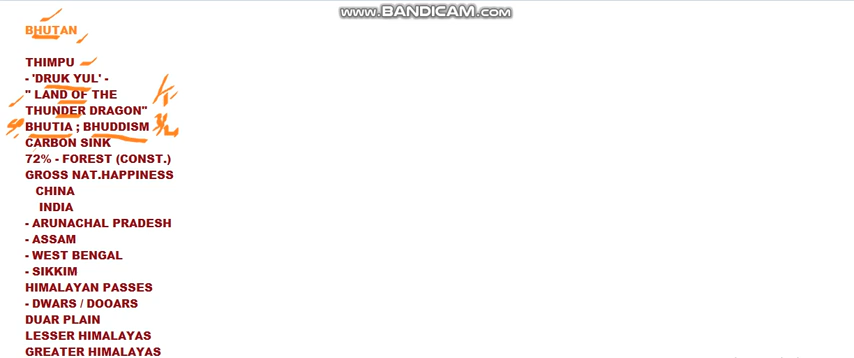 www.BANDICAM.com
BHUTAN
THIMPU
- 'DRUK YUL' -
" LAND OF THE
THUNDER DRAGON"
BHUTIA ; BHUDDISM
CARBON SINK
72% - FOREST (CONST.)
GROSS NAT.HAPPINESS
CHINA
INDIA
- ARUNACHAL PRADESH
- ASSAM
- WEST BENGAL
- SIKKIM
HIMALAYAN PASSES
- DWARS / DOOARS
DUAR PLAIN
LESSER HIMALAYAS
GREATER HIMALAYAS